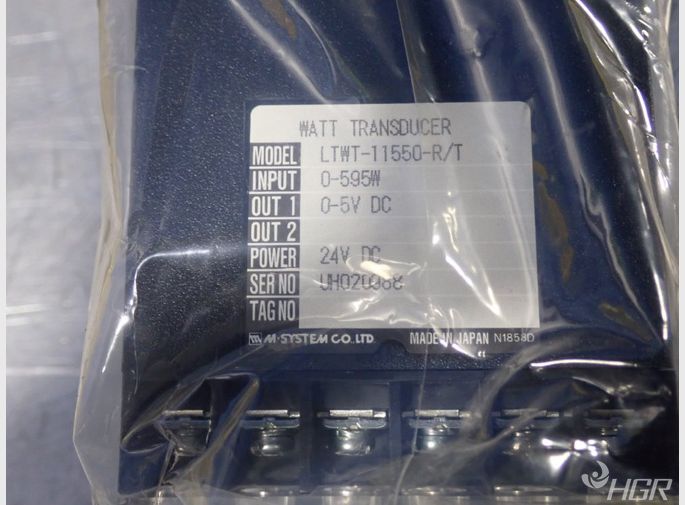 WATT TRANSDUCER
MODEL LTWT-11550-R/T
INPUT 0-595W
OUT 1 0-5V DC
OUT 2
POWER 24V DC
SER NO UH020988
TAG NO
M-SYSTEM CO.,LTD. MADE IN JAPAN N1858D
HGR